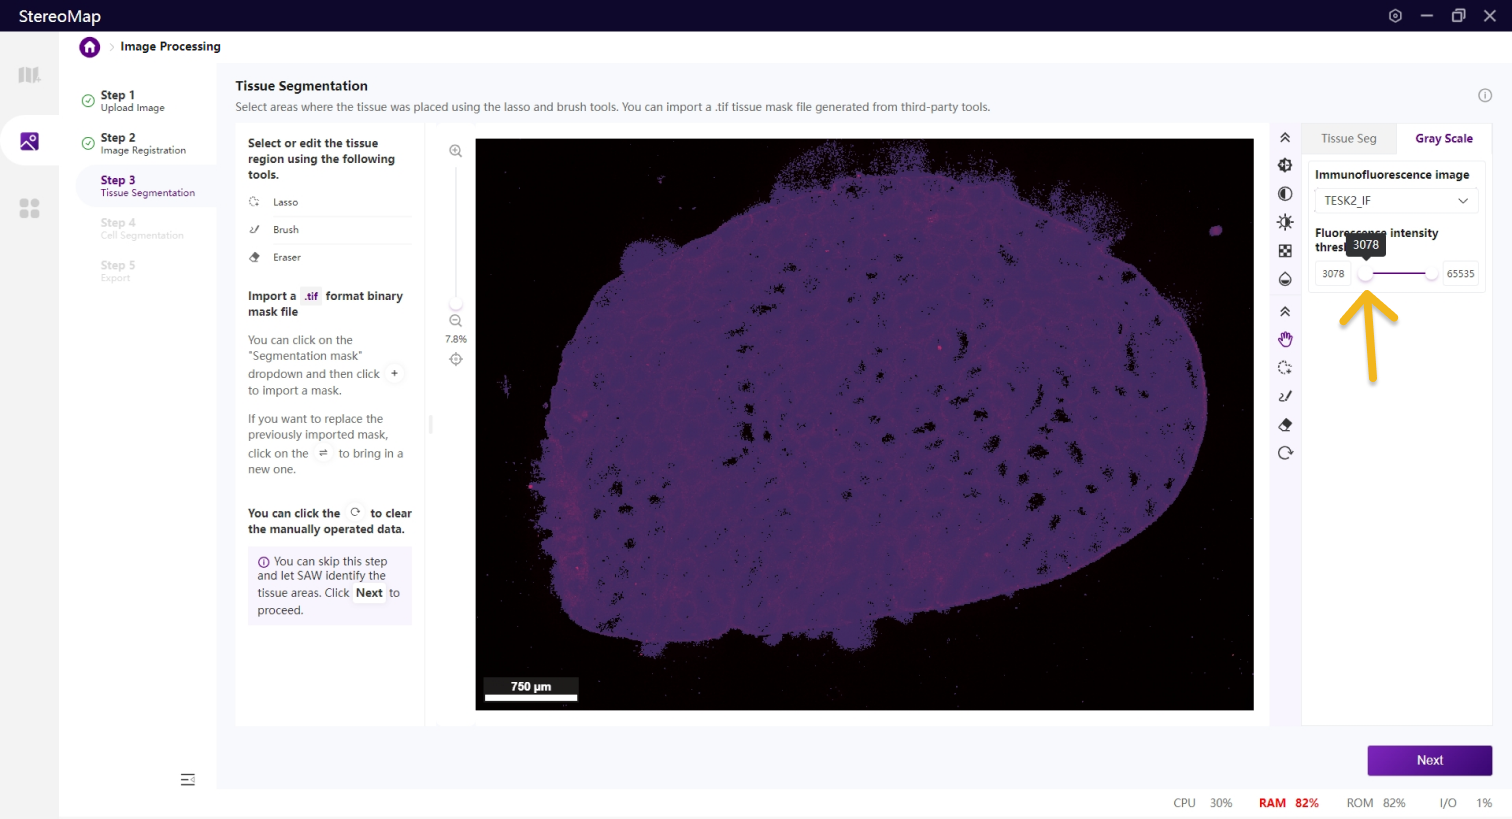 StereoMap
Image Processing
Step 1
Upload Image
Step 2
Image Registration
Step 3
Tissue Segmentation
Step 4
Cell Segmentation
Step 5
Export
Tissue Segmentation
Select areas where the tissue was placed using the lasso and brush tools. You can import a .tif tissue mask file generated from third-party tools.
Select or edit the tissue
region using the following
tools.
Lasso
Brush
Eraser
Import a .tif format binary
mask file
You can click on the
"Segmentation mask"
dropdown and then click +
to import a mask.
If you want to replace the
previously imported mask,
click on the ⇌ to bring in a
new one.
You can click the to clear
the manually operated data.
You can skip this step
and let SAW identify the
tissue areas. Click Next to
proceed.
7.8%
750 μm
Tissue Seg
Gray Scale
Immunofluorescence image
TESK2_IF
Fluorescence intensity
3078
3078
65535
Next
CPU 30% RAM 82% ROM 82% I/O 1%